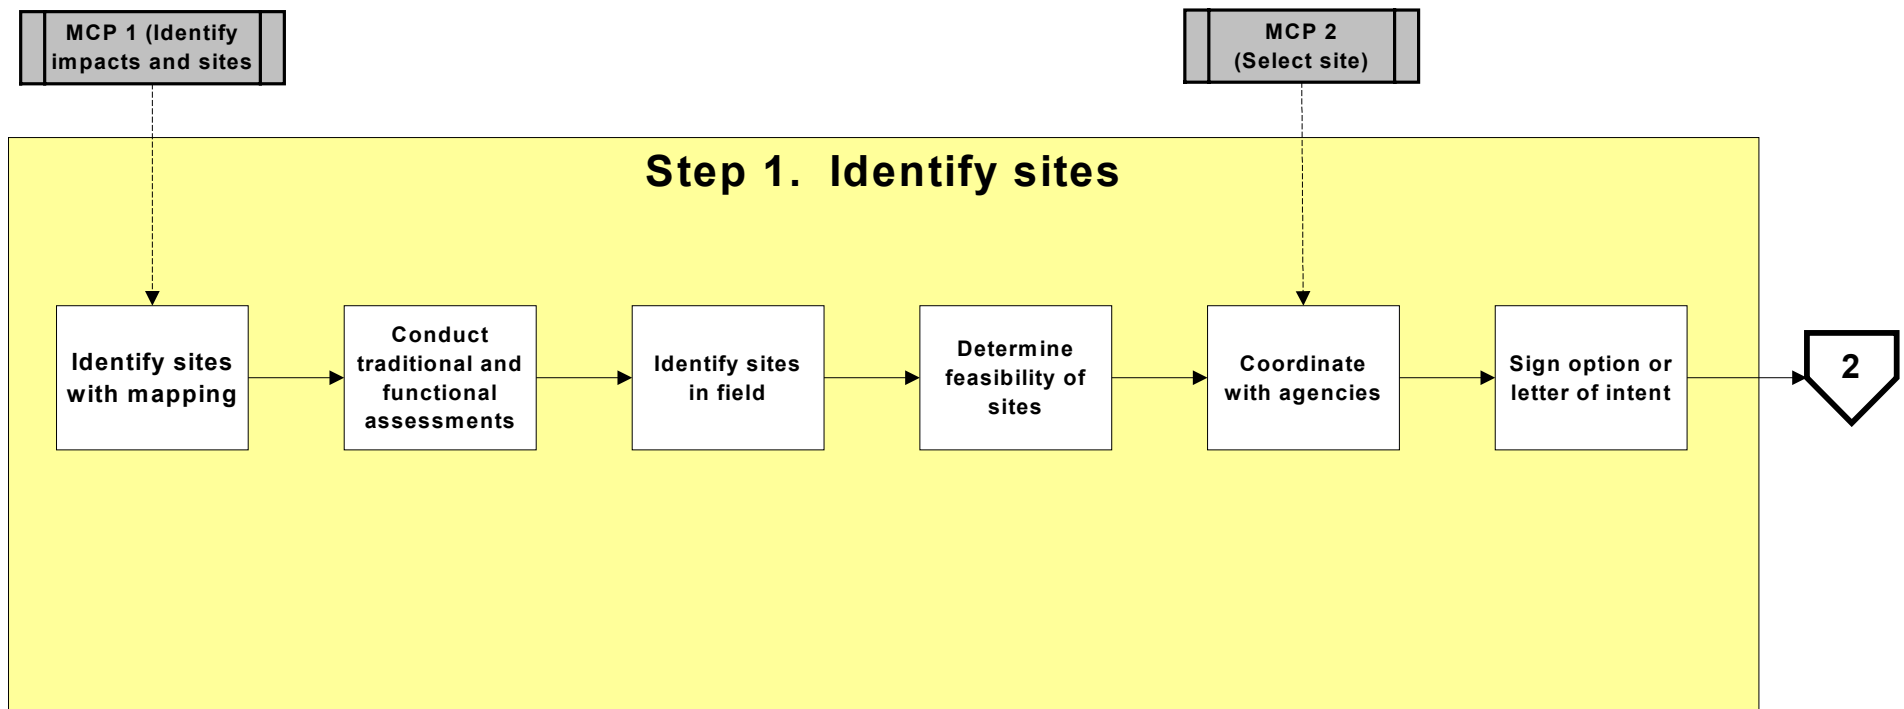 MCP 1 (Identify
impacts and sites
MCP 2
(Select site)
Step 1. Identify sites
Identify sites
with mapping
Conduct
traditional and
functional
assessments
Identify sites
in field
Determine
feasibility of
sites
Coordinate
with agencies
Sign option or
letter of intent
2